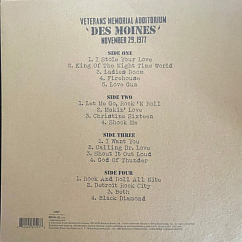 VETERANS MEMORIAL AUDITORIUM
'DES MOINES'
NOVEMBER 29, 1977
SIDE ONE
1. I Stole Your Love
2. King Of The Night Time World
3. Ladies Room
4. Firehouse
5. Love Gun
SIDE TWO
1. Let Me Go, Rock 'N Roll
2. Makin' Love
3. Christine Sixteen
4. Shock Me
SIDE THREE
1. I Want You
2. Calling Dr. Love
3. Shout It Out Loud
4. God Of Thunder
SIDE FOUR
1. Rock And Roll All Nite
2. Detroit Rock City
3. Beth
4. Black Diamond